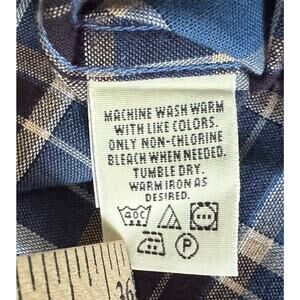 MACHINE WASH WARM
WITH LIKE COLORS.
ONLY NON-CHLORINE
BLEACH WHEN NEEDED.
TUMBLE DRY.
WARM IRON AS
DESIRED.
40C
P
36